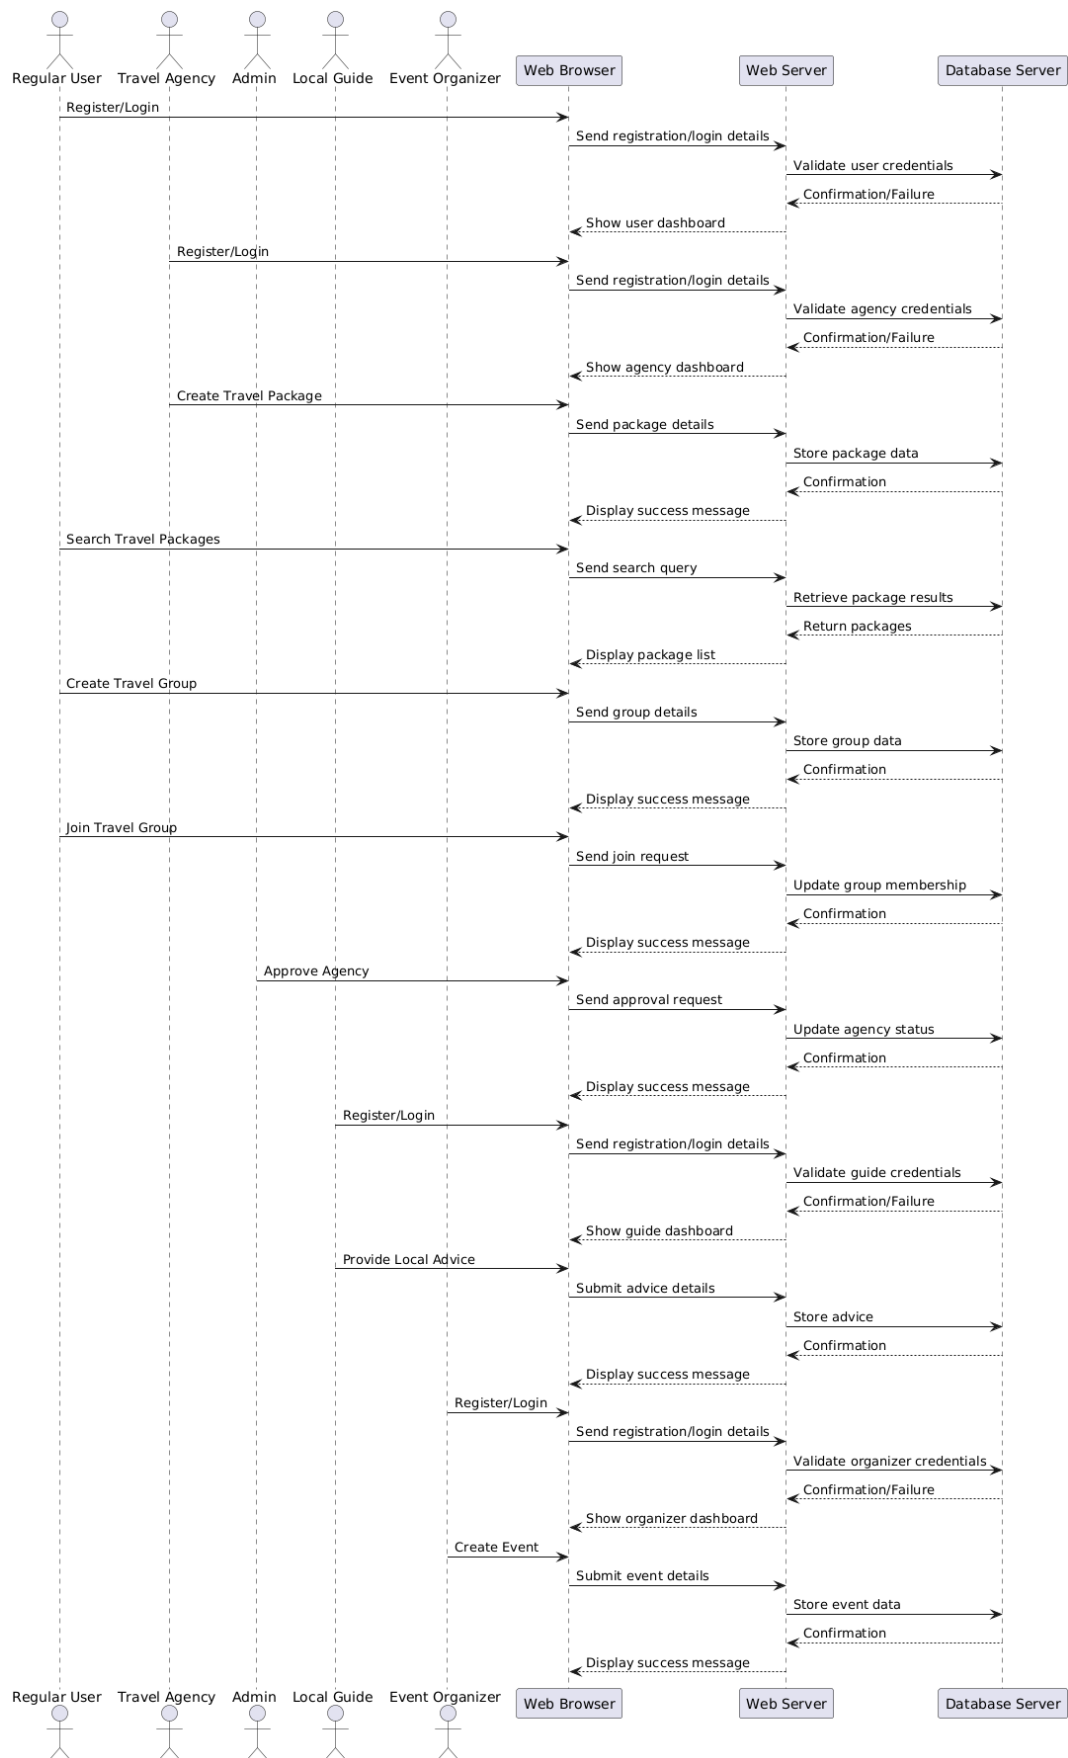 Regular User
Travel Agency
Admin
Local Guide
Event Organizer
Web Browser
Web Server
Database Server
Register/Login
Send registration/login details
Validate user credentials
Confirmation/Failure
Show user dashboard
Register/Login
Send registration/login details
Validate agency credentials
Confirmation/Failure
Show agency dashboard
Create Travel Package
Send package details
Store package data
Confirmation
Display success message
Search Travel Packages
Send search query
Retrieve package results
Return packages
Display package list
Create Travel Group
Send group details
Store group data
Confirmation
Display success message
Join Travel Group
Send join request
Update group membership
Confirmation
Display success message
Approve Agency
Send approval request
Update agency status
Confirmation
Display success message
Register/Login
Send registration/login details
Validate guide credentials
Confirmation/Failure
Show guide dashboard
Provide Local Advice
Submit advice details
Store advice
Confirmation
Display success message
Register/Login
Send registration/login details
Validate organizer credentials
Confirmation/Failure
Show organizer dashboard
Create Event
Submit event details
Store event data
Confirmation
Display success message
Regular User
Travel Agency
Admin
Local Guide
Event Organizer
Web Browser
Web Server
Database Server